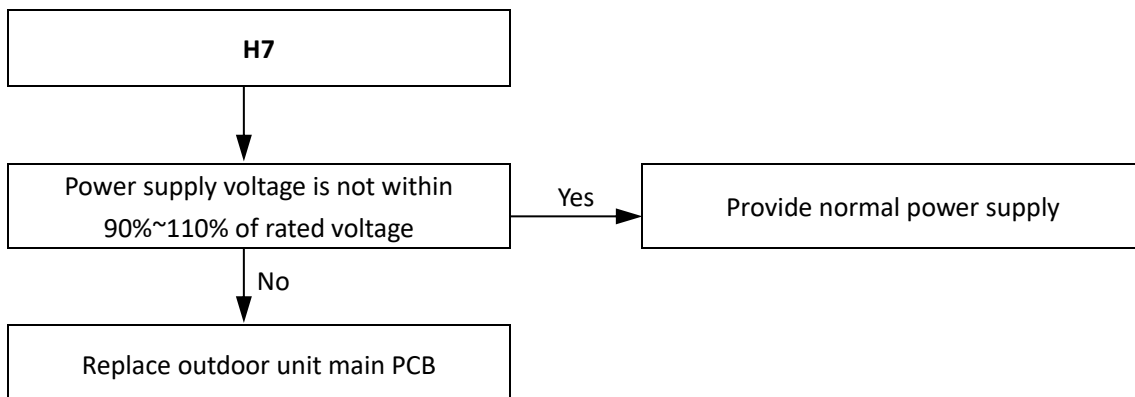 H7
Power supply voltage is not within
90%~110% of rated voltage
Yes
Provide normal power supply
No
Replace outdoor unit main PCB